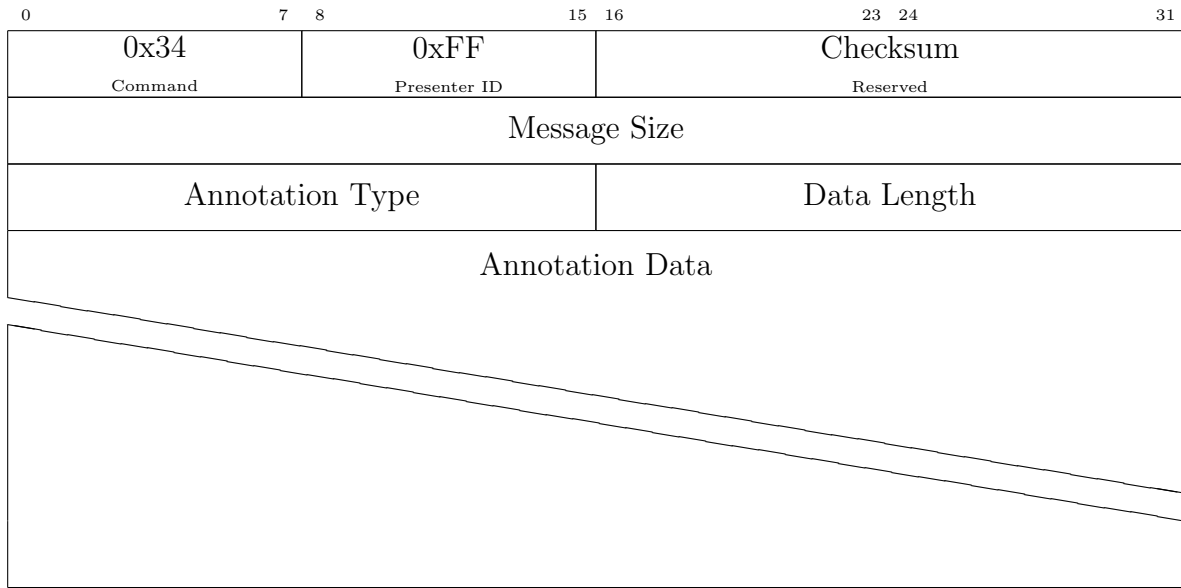 0 7 8 15 16 23 24 31
0x34 0xFF Checksum
Command Presenter ID Reserved
Message Size
Annotation Type Data Length
Annotation Data